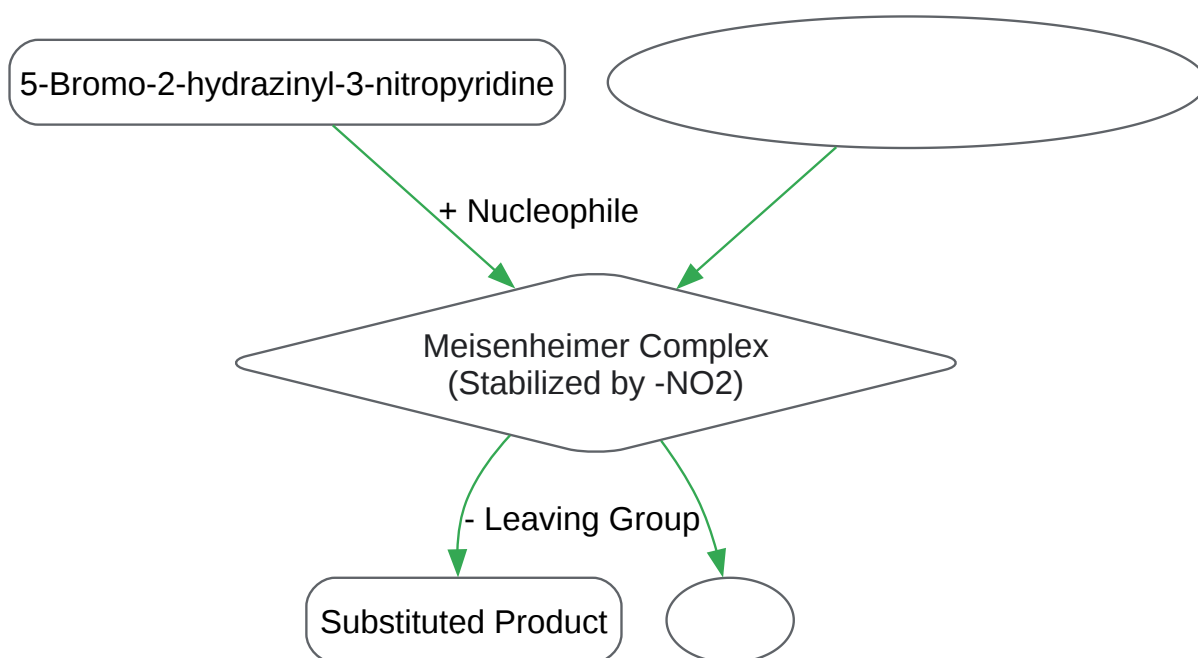 5-Bromo-2-hydrazinyl-3-nitropyridine
+ Nucleophile
Meisenheimer Complex
(Stabilized by -NO2)
- Leaving Group
Substituted Product